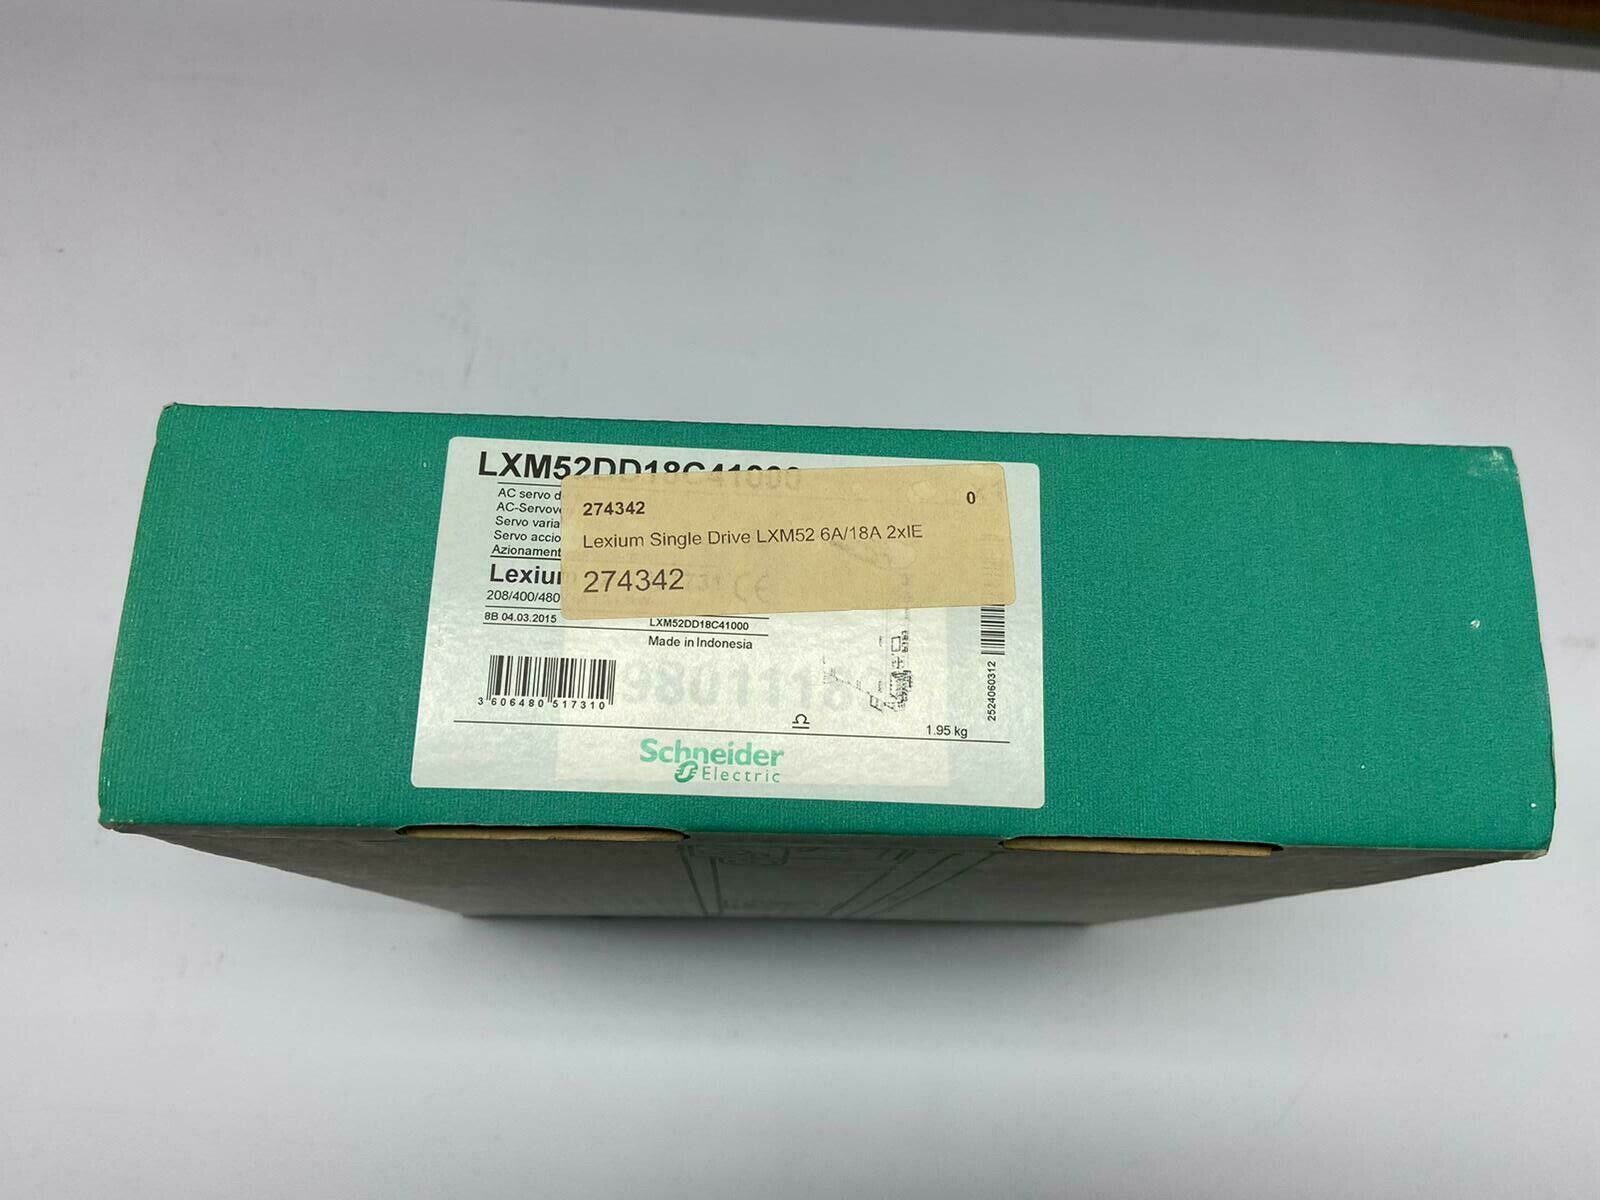 LXM52DD18C41000
AC servo d
AC-Servove
Servo varia
Servo accio
Azionament
274342 0
Lexium Single Drive LXM52 6A/18A 2xIE
274342
Lexiu
208/400/480
8B 04.03.2015
LXM52DD18C41000
Made in Indonesia
3 606480 517310
2524060312
1.95 kg
Schneider
Electric